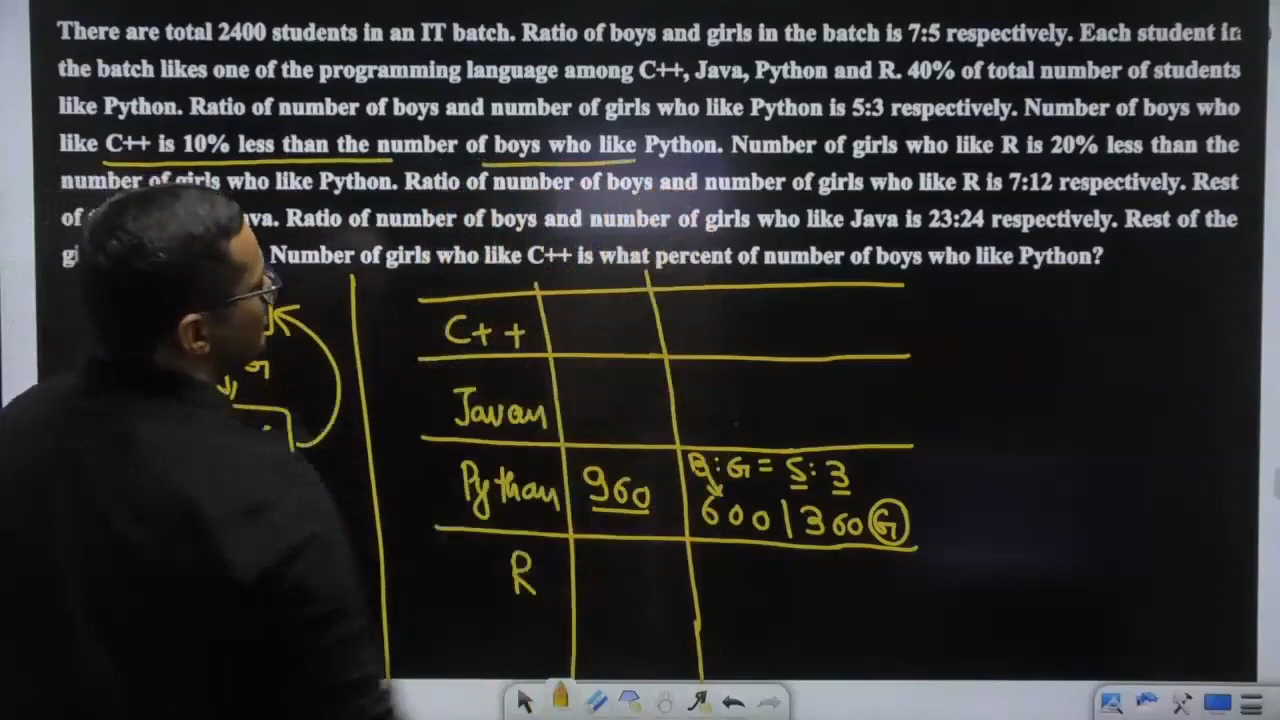 There are total 2400 students in an IT batch. Ratio of boys and girls in the batch is 7:5 respectively. Each student in
the batch likes one of the programming language among C++, Java, Python and R. 40% of total number of students
like Python. Ratio of number of boys and number of girls who like Python is 5:3 respectively. Number of boys who
like C++ is 10% less than the number of boys who like Python. Number of girls who like R is 20% less than the
number of girls who like Python. Ratio of number of boys and number of girls who like R is 7:12 respectively. Rest
of Java. Ratio of number of boys and number of girls who like Java is 23:24 respectively. Rest of the
Number of girls who like C++ is what percent of number of boys who like Python?
C++
G
Javan
B:G = 5:3
Python 960 600 | 360 G
R